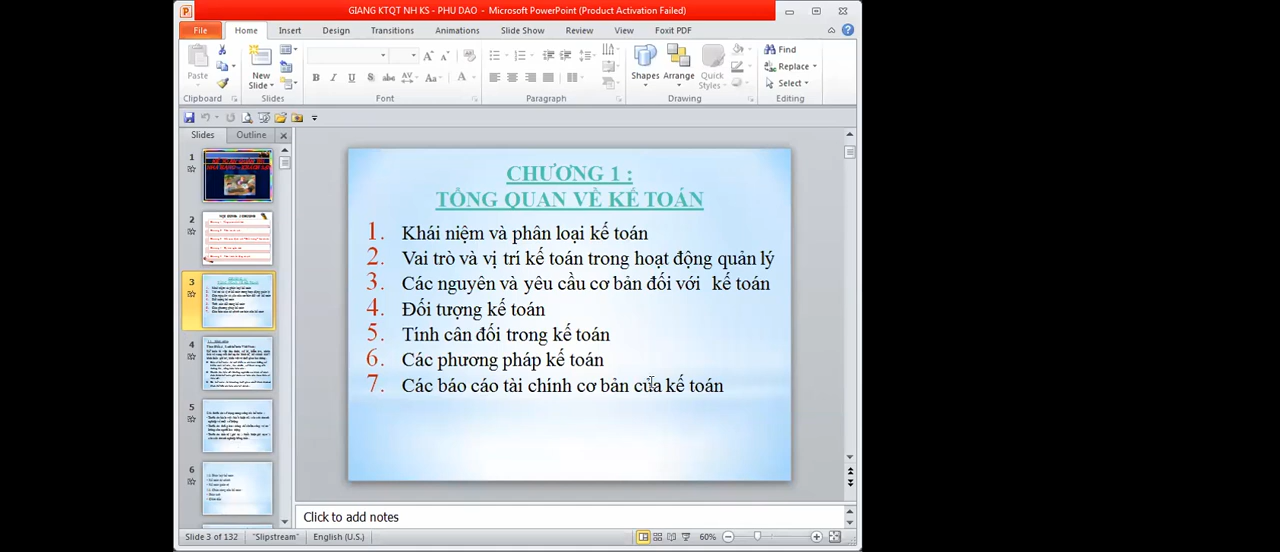 GIANG KTQT NH KS - PHU DAO - Microsoft PowerPoint (Product Activation Failed)
File Home Insert Design Transitions Animations Slide Show Review View Foxit PDF
Paste
New Slide
Shapes Arrange Quick Styles
Find
Replace
Select
Clipboard Slides Font Paragraph Drawing Editing
Slides Outline
1
2
3
4
5
6
CHƯƠNG 1 :
TỔNG QUAN VỀ KẾ TOÁN
1. Khái niệm và phân loại kế toán
2. Vai trò và vị trí kế toán trong hoạt động quản lý
3. Các nguyên và yêu cầu cơ bản đối với kế toán
4. Đối tượng kế toán
5. Tính cân đối trong kế toán
6. Các phương pháp kế toán
7. Các báo cáo tài chính cơ bản của kế toán
Click to add notes
Slide 3 of 132 "Slipstream" English (U.S.) 60%